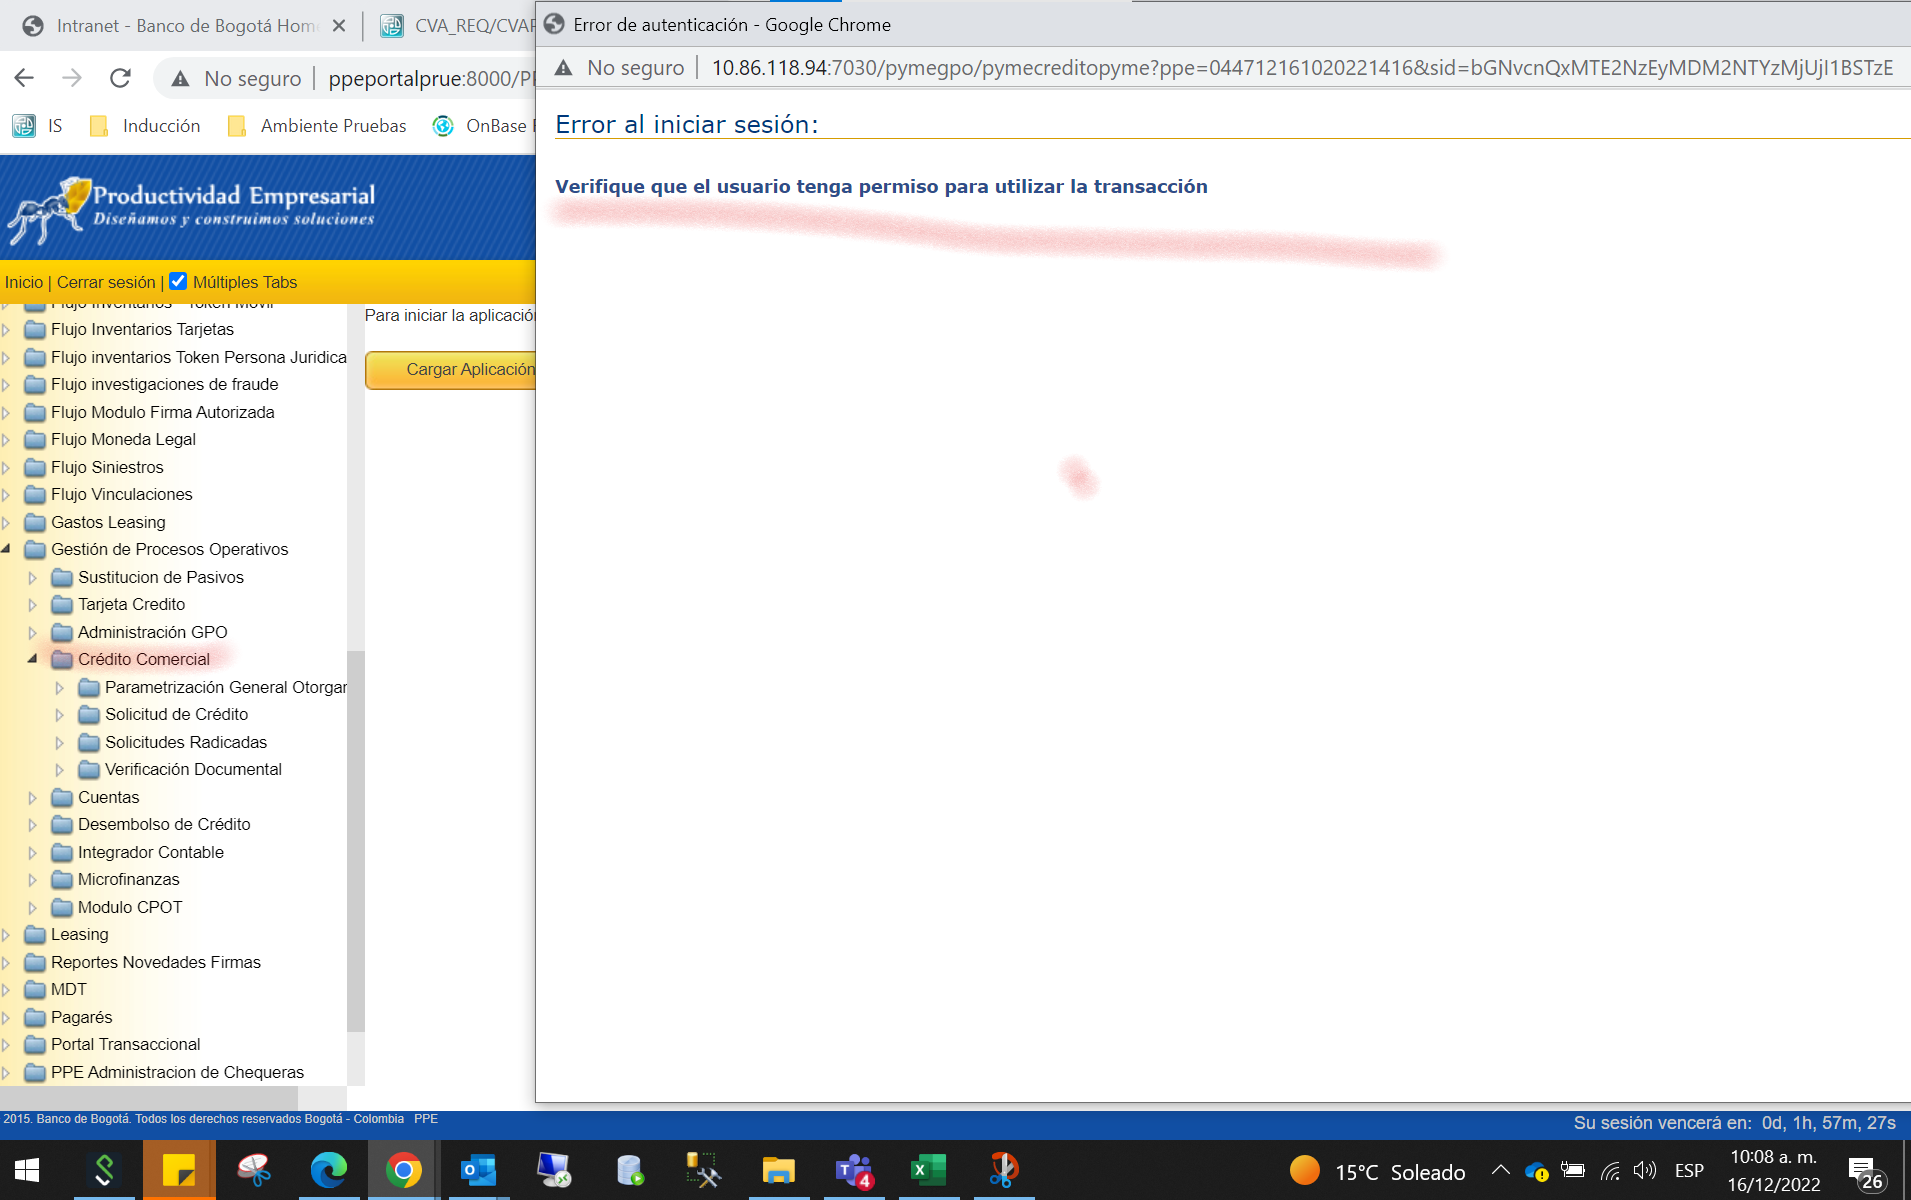 Intranet - Banco de Bogotá Hom
CVA_REQ/CVAF
No seguro
ppeportalprue:8000/PP
IS
Inducción
Ambiente Pruebas
OnBase
Productividad Empresarial
Diseñamos y construimos soluciones
Inicio | Cerrar sesión | Múltiples Tabs
Flujo Inventarios - Token Movil
Flujo Inventarios Tarjetas
Flujo inventarios Token Persona Juridica
Flujo investigaciones de fraude
Flujo Modulo Firma Autorizada
Flujo Moneda Legal
Flujo Siniestros
Flujo Vinculaciones
Gastos Leasing
Gestión de Procesos Operativos
Sustitucion de Pasivos
Tarjeta Credito
Administración GPO
Crédito Comercial
Parametrización General Otorgar
Solicitud de Crédito
Solicitudes Radicadas
Verificación Documental
Cuentas
Desembolso de Crédito
Integrador Contable
Microfinanzas
Modulo CPOT
Leasing
Reportes Novedades Firmas
MDT
Pagarés
Portal Transaccional
PPE Administracion de Chequeras
Para iniciar la aplicación
Cargar Aplicación
Error de autenticación - Google Chrome
No seguro
10.86.118.94:7030/pymegpo/pymecreditopyme?ppe=044712161020221416&sid=bGNvcnQxMTE2NzEyMDM2NTYzMjUjI1BSTzE
Error al iniciar sesión:
Verifique que el usuario tenga permiso para utilizar la transacción
2015. Banco de Bogotá. Todos los derechos reservados Bogotá - Colombia PPE
Su sesión vencerá en: 0d, 1h, 57m, 27s
4
15°C Soleado
ESP
10:08 a. m.
16/12/2022
26